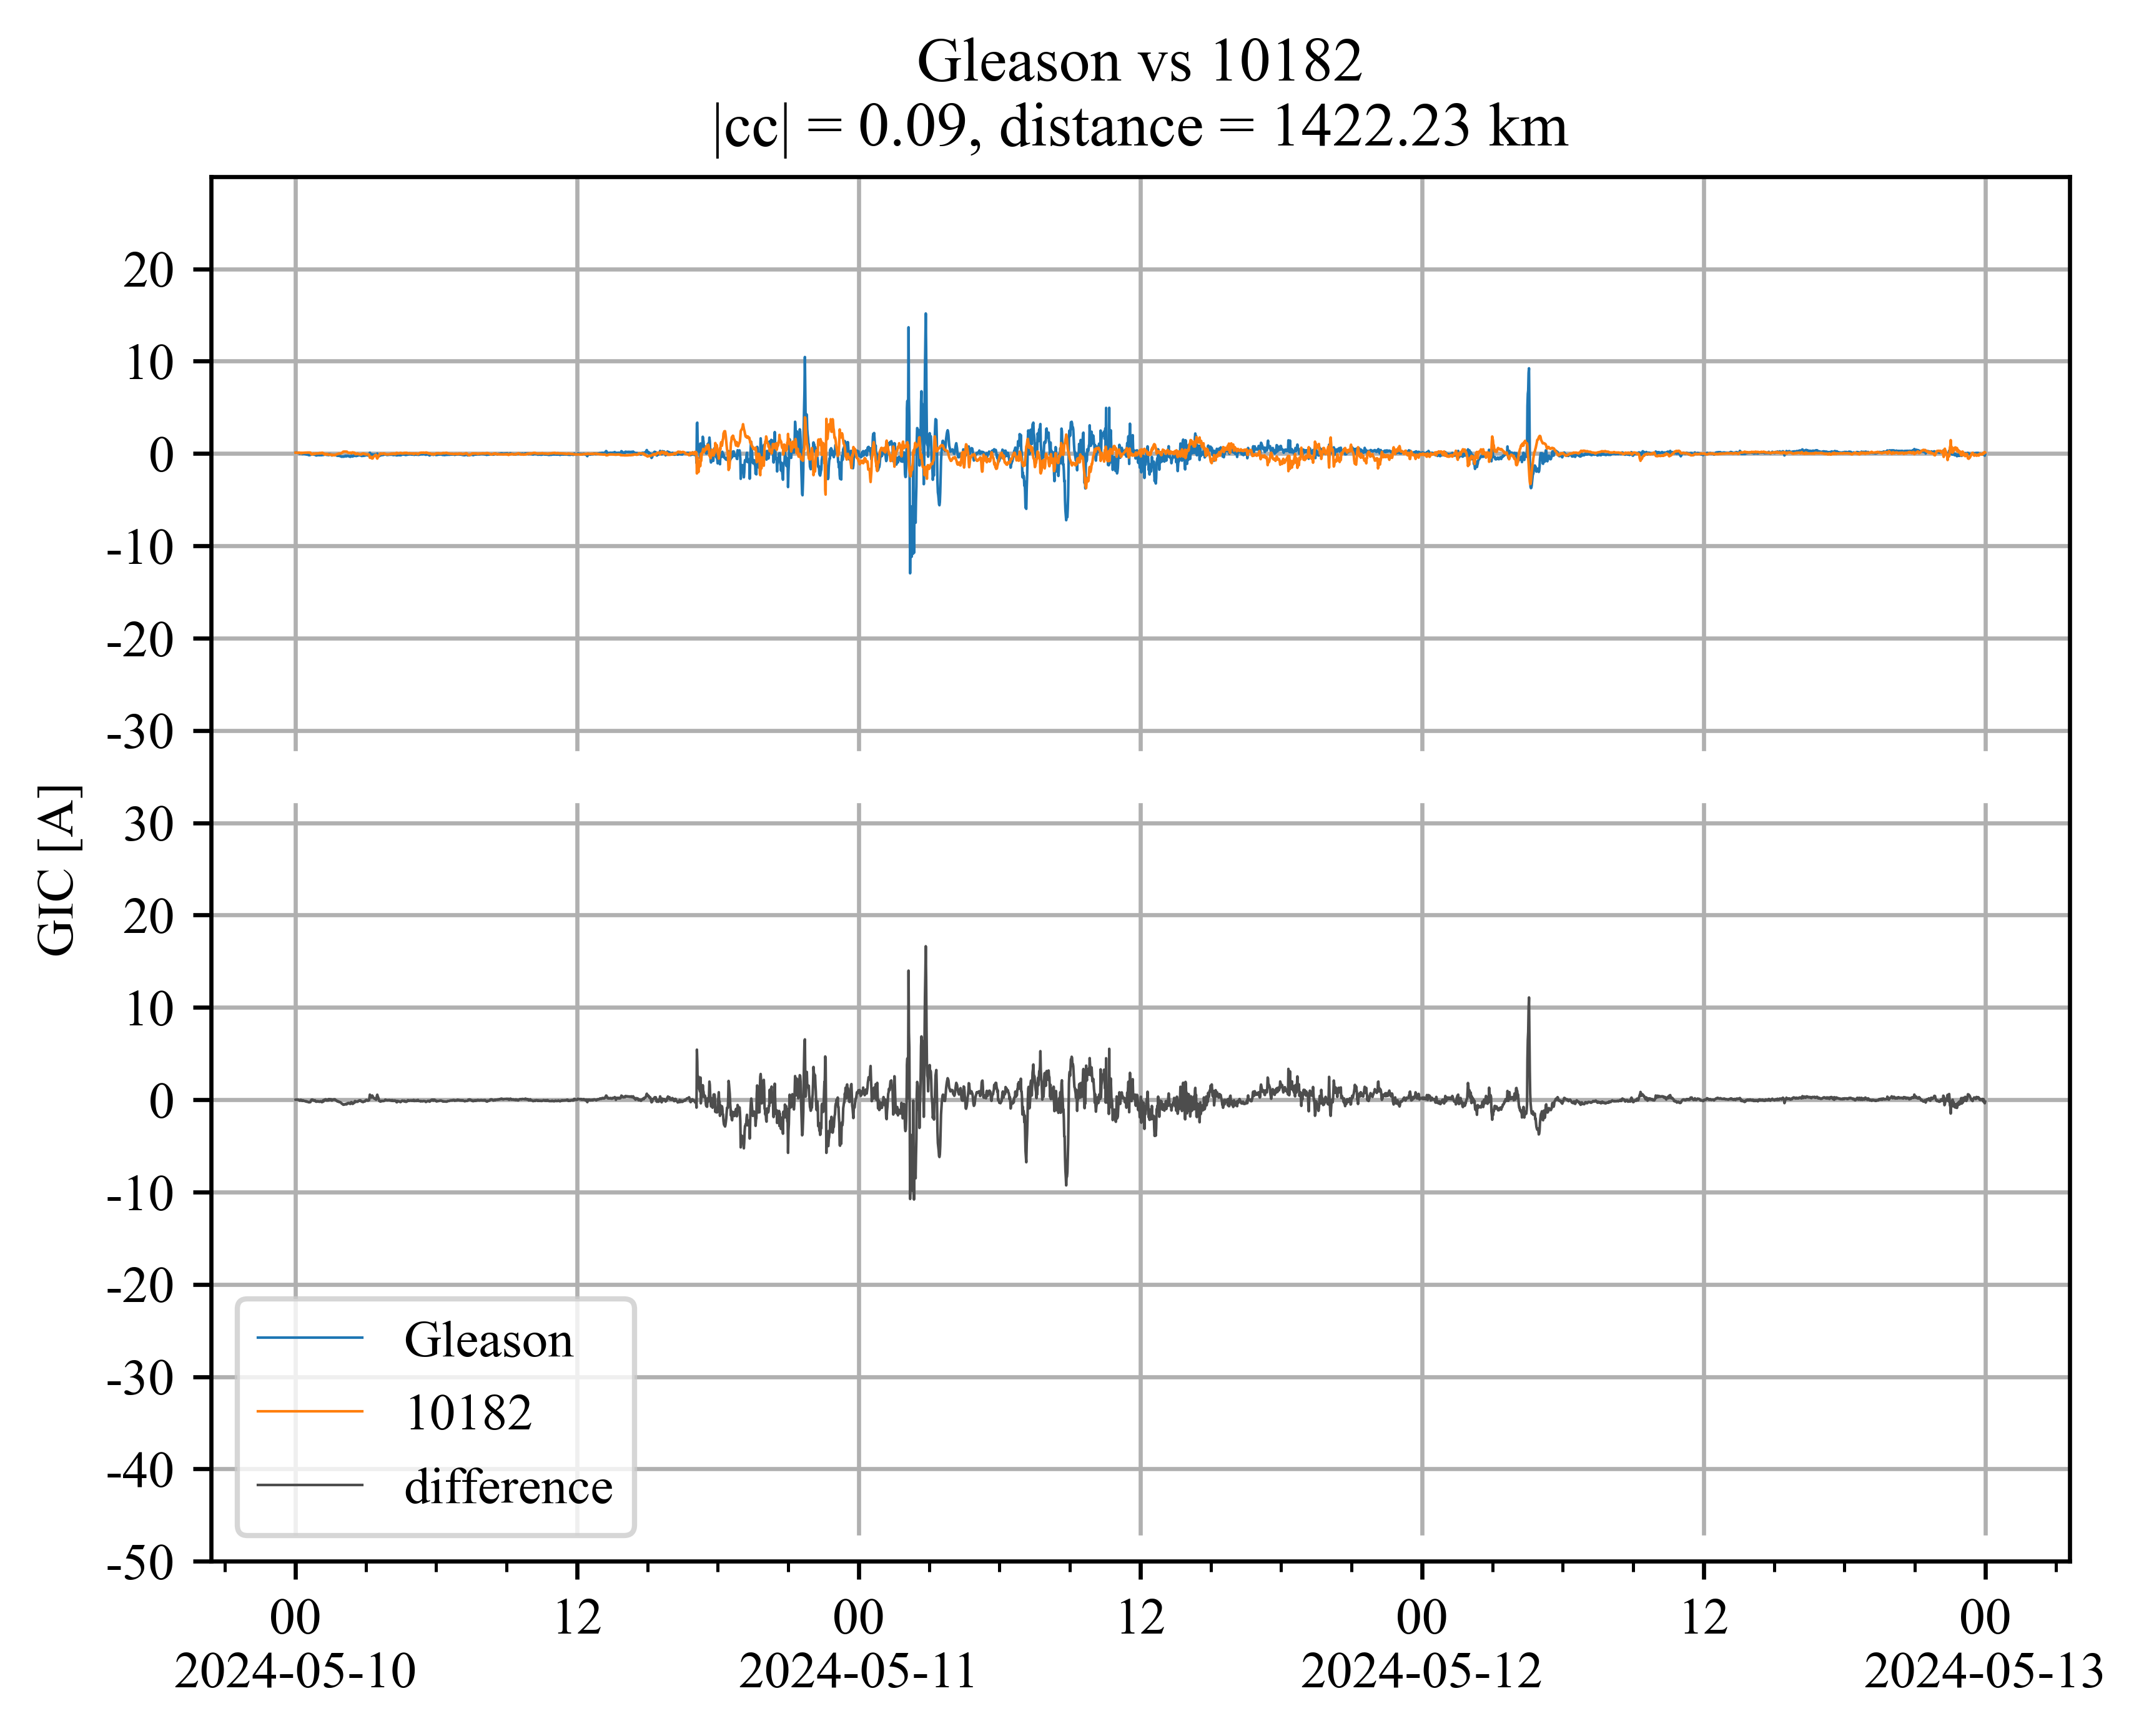 Gleason vs 10182
|cc| = 0.09, distance = 1422.23 km
GIC [A]
20
10
0
-10
-20
-30
30
20
10
0
-10
-20
-30
-40
-50
Gleason
10182
difference
00 12 00 12 00 12 00
2024-05-10 2024-05-11 2024-05-12 2024-05-13